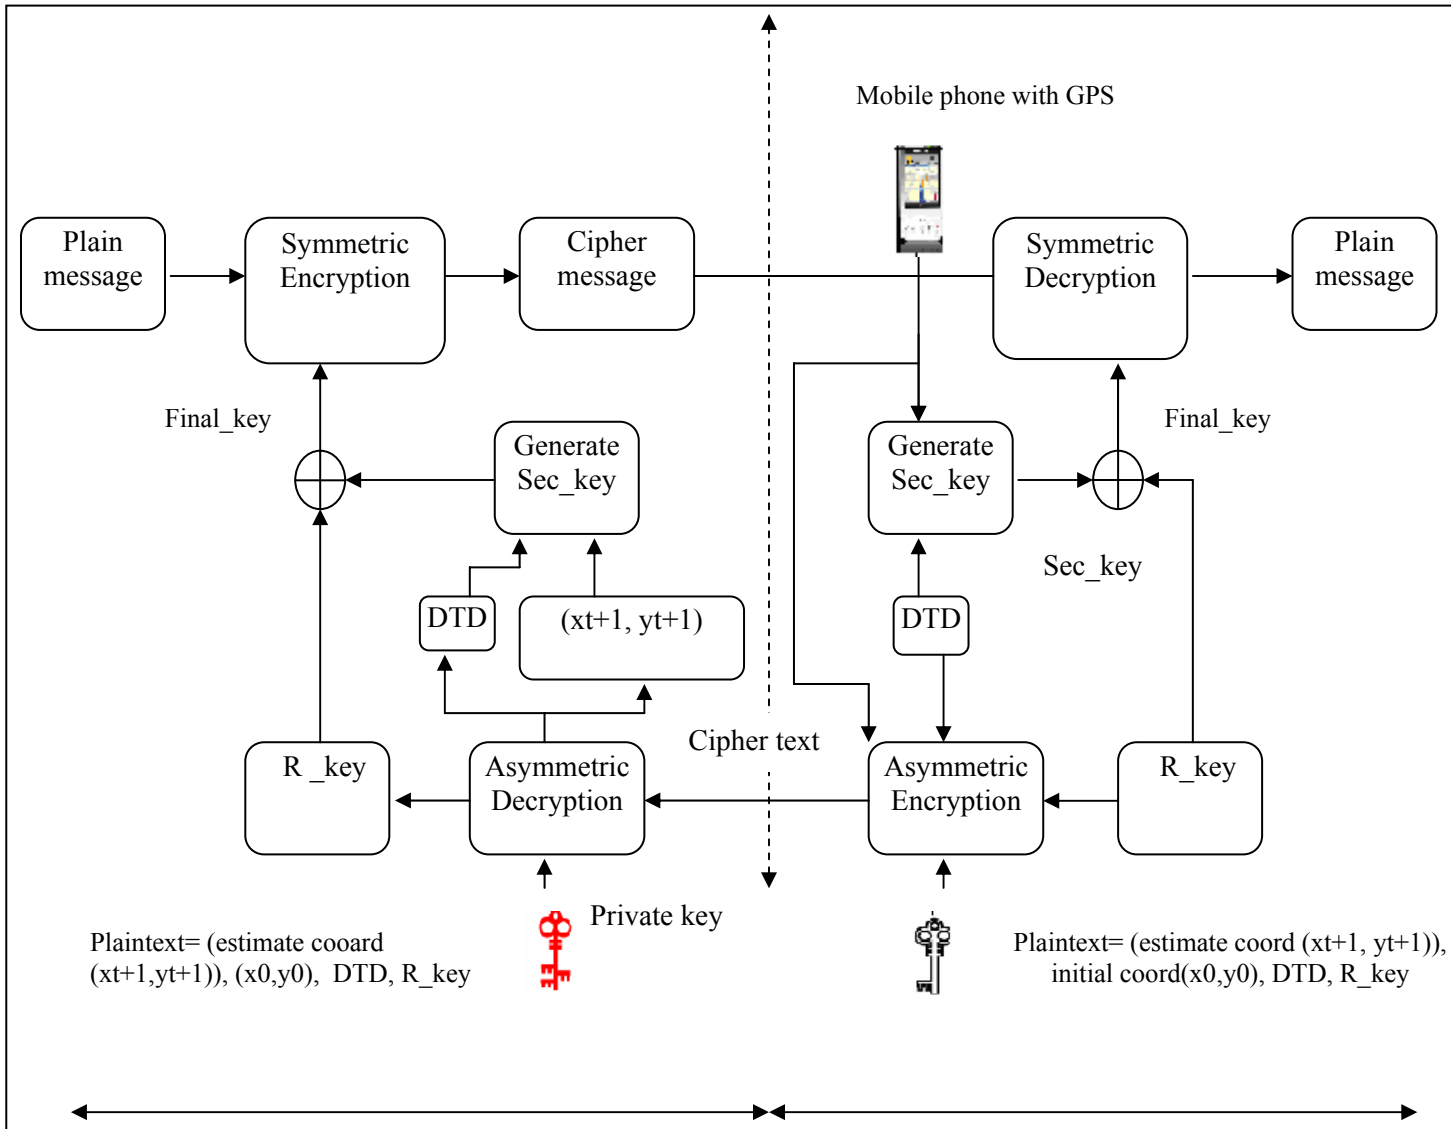 Mobile phone with GPS
Plain
message
Symmetric
Encryption
Cipher
message
Symmetric
Decryption
Plain
message
Final_key
Generate
Sec_key
Generate
Sec_key
Final_key
Sec_key
DTD
(xt+1, yt+1)
DTD
Cipher text
R _key
Asymmetric
Decryption
Asymmetric
Encryption
R_key
Private key
Plaintext= (estimate cooard
(xt+1,yt+1)), (x0,y0), DTD, R_key
Plaintext= (estimate coord (xt+1, yt+1)),
initial coord(x0,y0), DTD, R_key